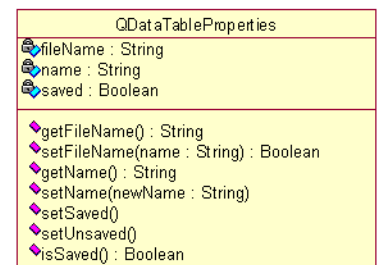 QDataTableProperties
fileName : String
name : String
saved : Boolean
getFileName() : String
setFileName(name : String) : Boolean
getName() : String
setName(newName : String)
setSaved()
setUnsaved()
isSaved() : Boolean